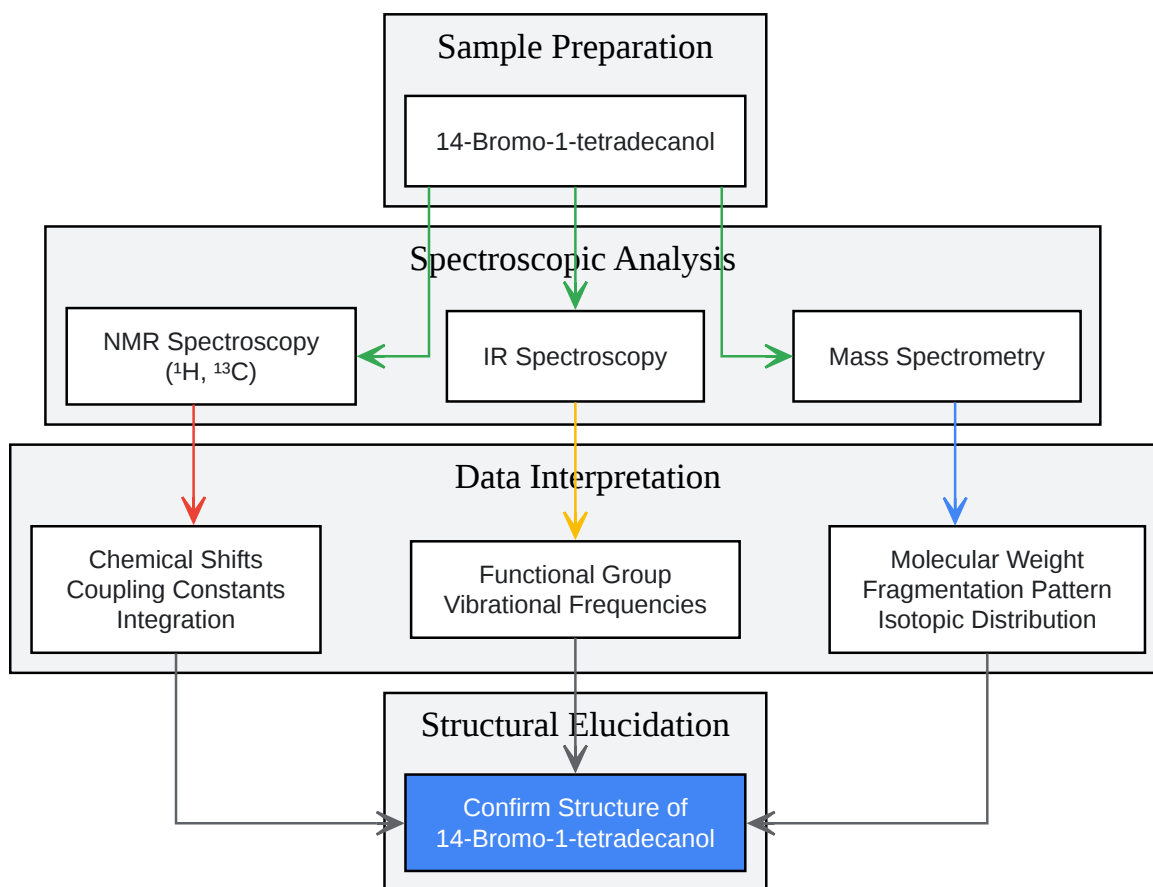 Sample Preparation
14-Bromo-1-tetradecanol
Spectroscopic Analysis
NMR Spectroscopy
(¹H, ¹³C)
IR Spectroscopy
Mass Spectrometry
Data Interpretation
Chemical Shifts
Coupling Constants
Integration
Functional Group
Vibrational Frequencies
Molecular Weight
Fragmentation Pattern
Isotopic Distribution
Structural Elucidation
Confirm Structure of
14-Bromo-1-tetradecanol